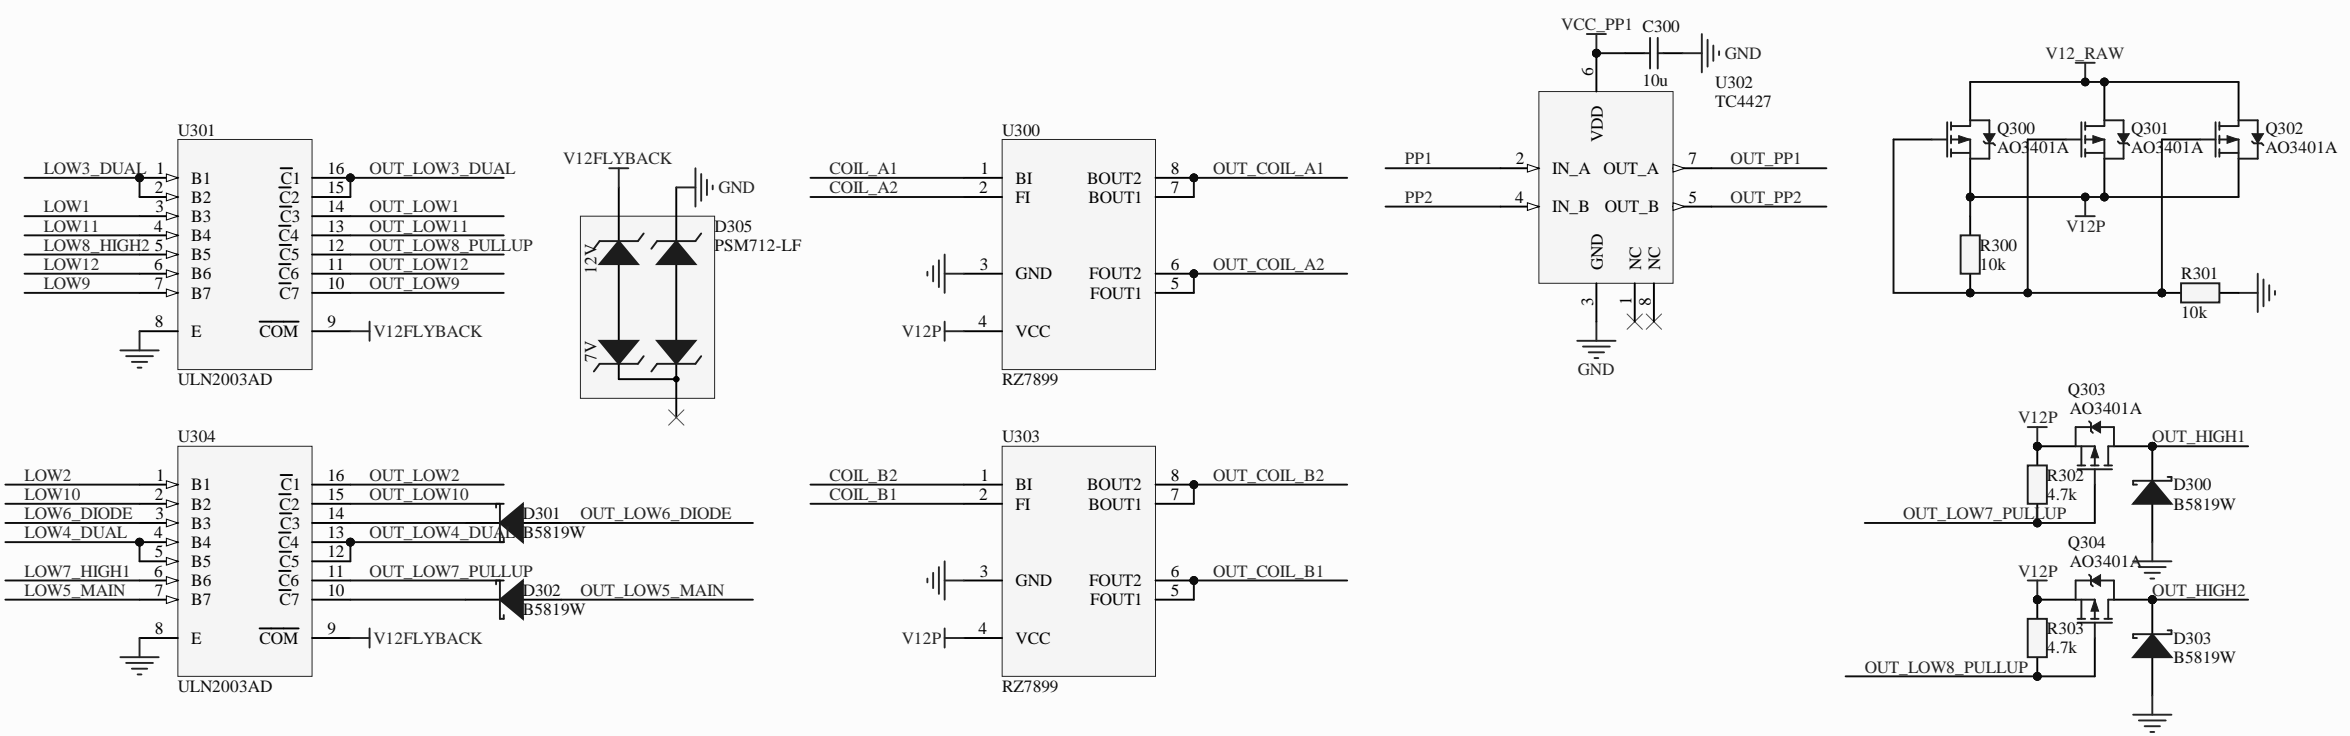 U301
LOW3_DUAL 1 B1 C1 16 OUT_LOW3_DUAL
2 B2 C2 15
LOW1 3 B3 C3 14 OUT_LOW1
LOW11 4 B4 C4 13 OUT_LOW11
LOW8_HIGH2 5 B5 C5 12 OUT_LOW8_PULLUP
LOW12 6 B6 C6 11 OUT_LOW12
LOW9 7 B7 C7 10 OUT_LOW9
8 E COM 9 V12FLYBACK
ULN2003AD
V12FLYBACK
GND
D305
PSM712-LF
12V
7V
U300
COIL_A1 1 BI BOUT2 8 OUT_COIL_A1
COIL_A2 2 FI BOUT1 7
3 GND FOUT2 6 OUT_COIL_A2
FOUT1 5
V12P 4 VCC
RZ7899
VCC_PP1 C300
GND
10u
U302
TC4427
6
VDD
PP1 2 IN_A OUT_A 7 OUT_PP1
PP2 4 IN_B OUT_B 5 OUT_PP2
GND NC NC
3 1 8
GND
V12_RAW
Q300 Q301 Q302
AO3401A AO3401A AO3401A
V12P
R300
10k
R301
10k
U304
LOW2 1 B1 C1 16 OUT_LOW2
LOW10 2 B2 C2 15 OUT_LOW10
LOW6_DIODE 3 B3 C3 14 D301 OUT_LOW6_DIODE
LOW4_DUAL 4 B4 C4 13 OUT_LOW4_DUAL B5819W
5 B5 C5 12
LOW7_HIGH1 6 B6 C6 11 OUT_LOW7_PULLUP
LOW5_MAIN 7 B7 C7 10 D302 OUT_LOW5_MAIN
B5819W
8 E COM 9 V12FLYBACK
ULN2003AD
U303
COIL_B2 1 BI BOUT2 8 OUT_COIL_B2
COIL_B1 2 FI BOUT1 7
3 GND FOUT2 6 OUT_COIL_B1
FOUT1 5
V12P 4 VCC
RZ7899
Q303
AO3401A
V12P
OUT_HIGH1
R302
4.7k
D300
B5819W
OUT_LOW7_PULLUP
Q304
AO3401A
V12P
OUT_HIGH2
R303
4.7k
D303
B5819W
OUT_LOW8_PULLUP